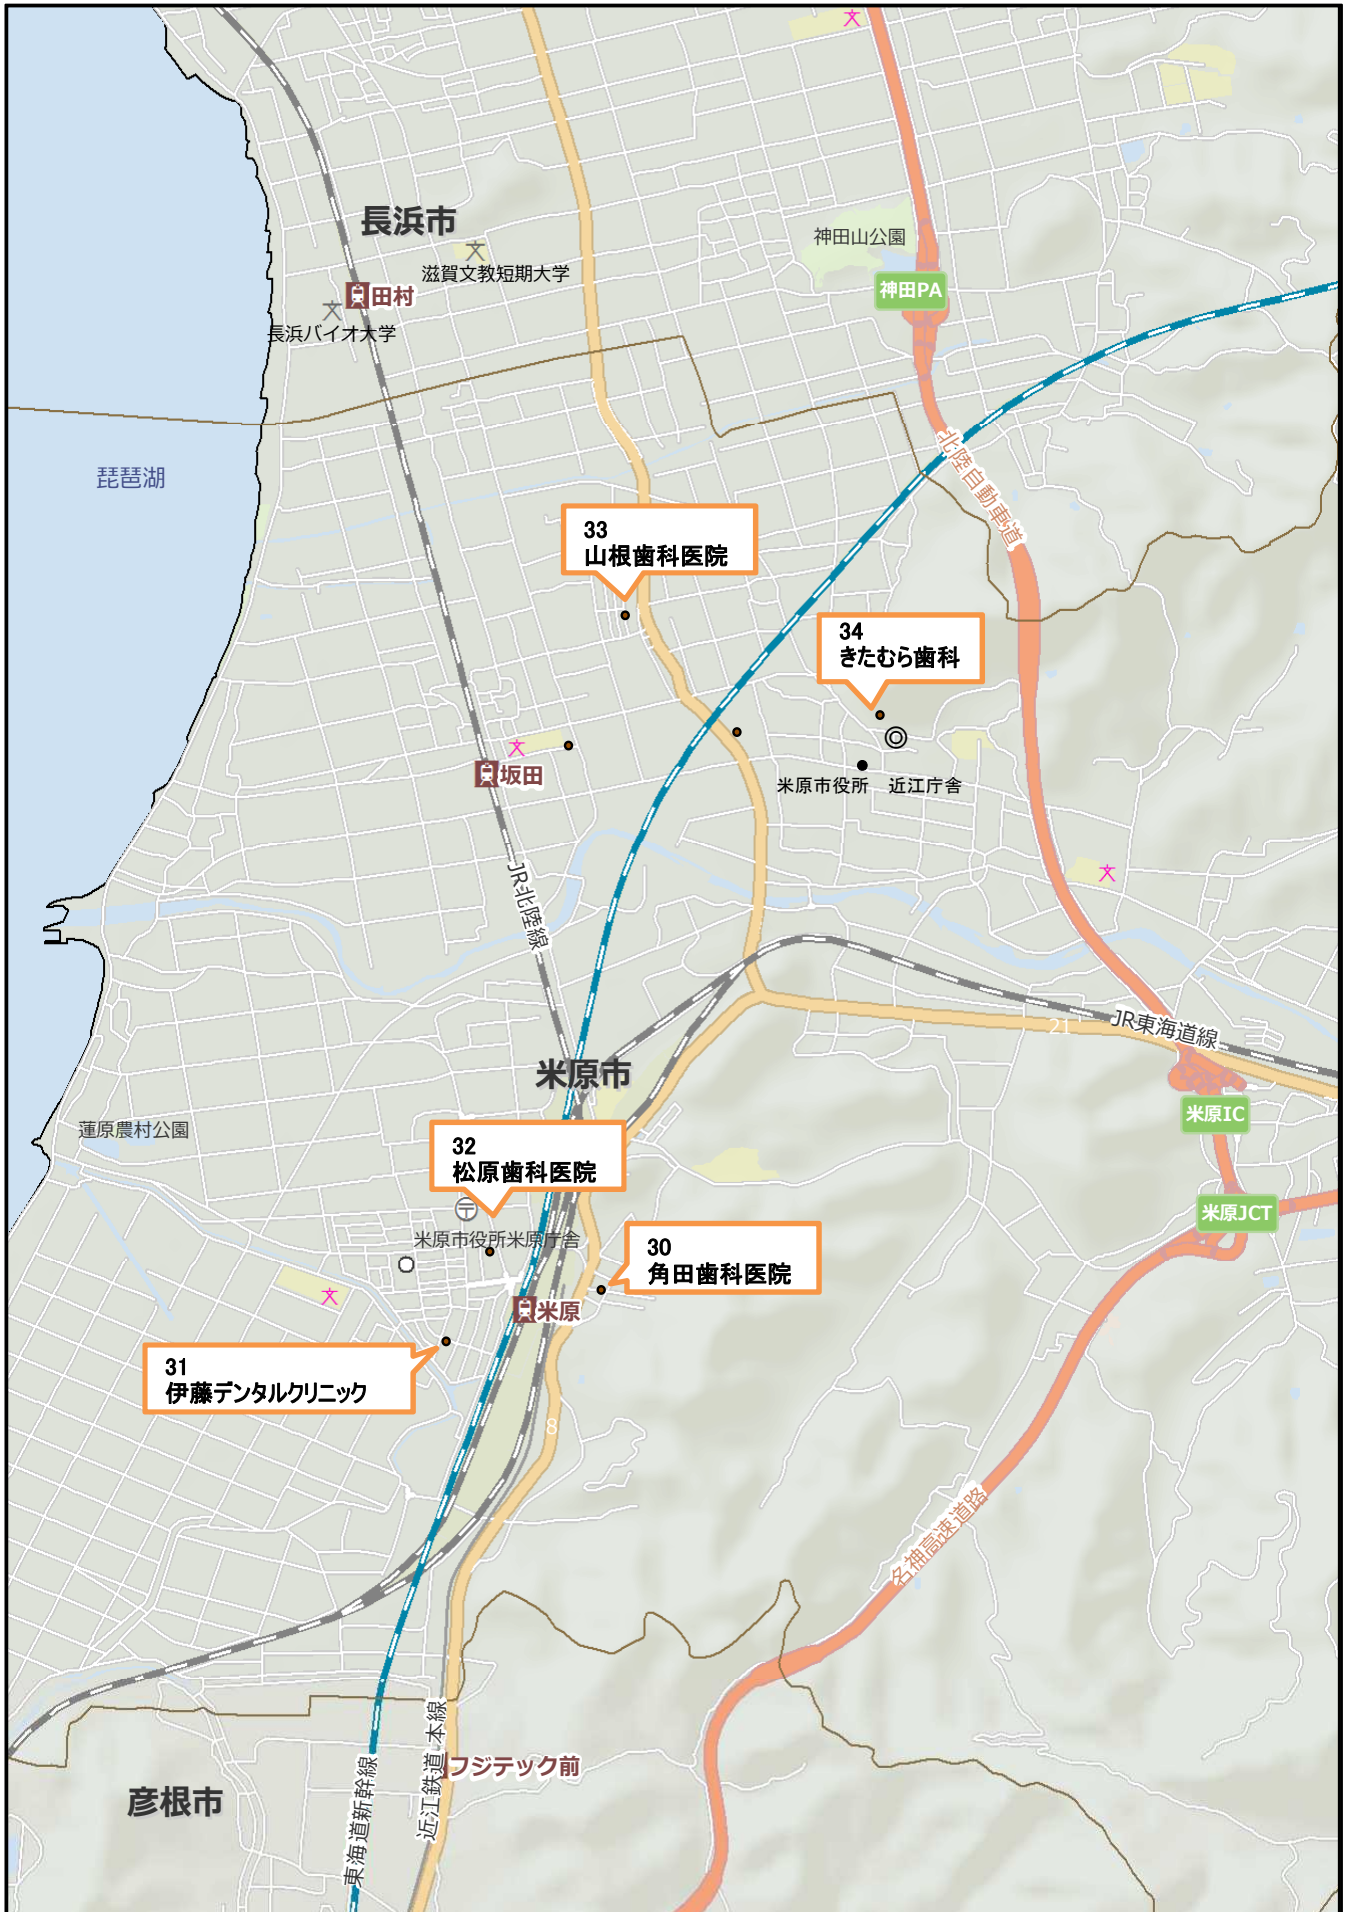 長浜市
滋賀文教短期大学
田村
長浜バイオ大学
神田山公園
神田PA
琵琶湖
北陸自動車道
33
山根歯科医院
34
きたむら歯科
坂田
米原市役所 近江庁舎
JR北陸線
21
JR東海道線
米原市
米原IC
蓮原農村公園
32
松原歯科医院
米原JCT
米原市役所米原庁舎
30
角田歯科医院
米原
31
伊藤デンタルクリニック
8
名神高速道路
フジテック前
近江鉄道本線
東海道新幹線
彦根市